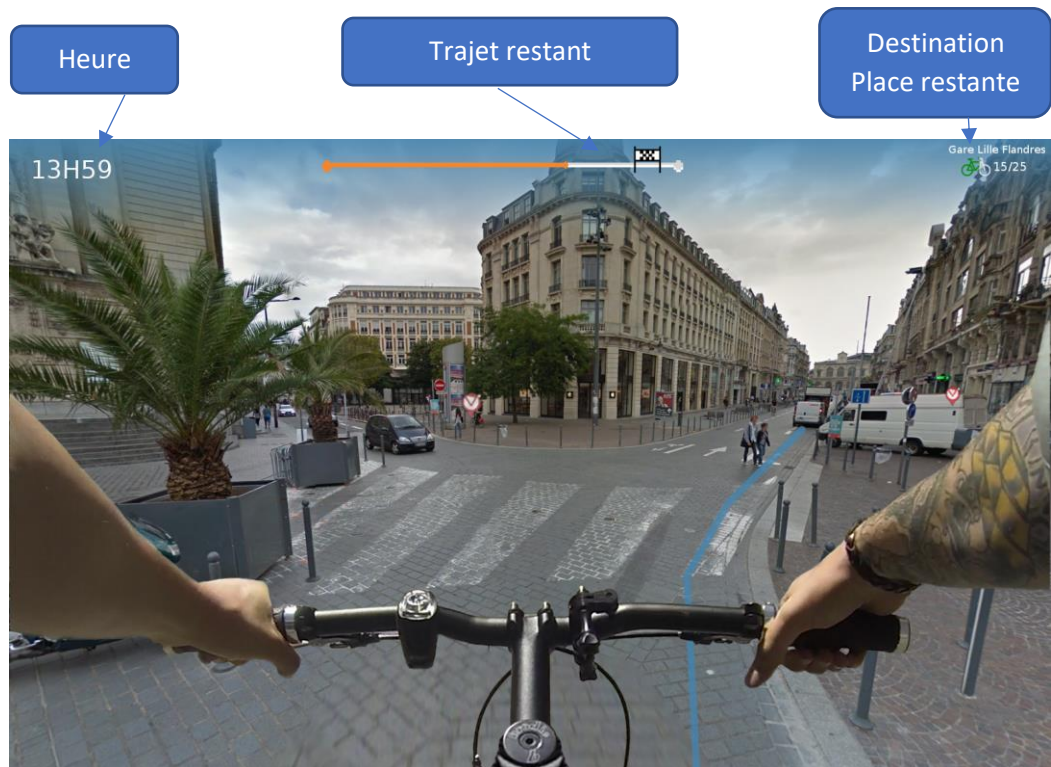 Heure
Trajet restant
Destination
Place restante
13H59
Gare Lille Flandres
15/25